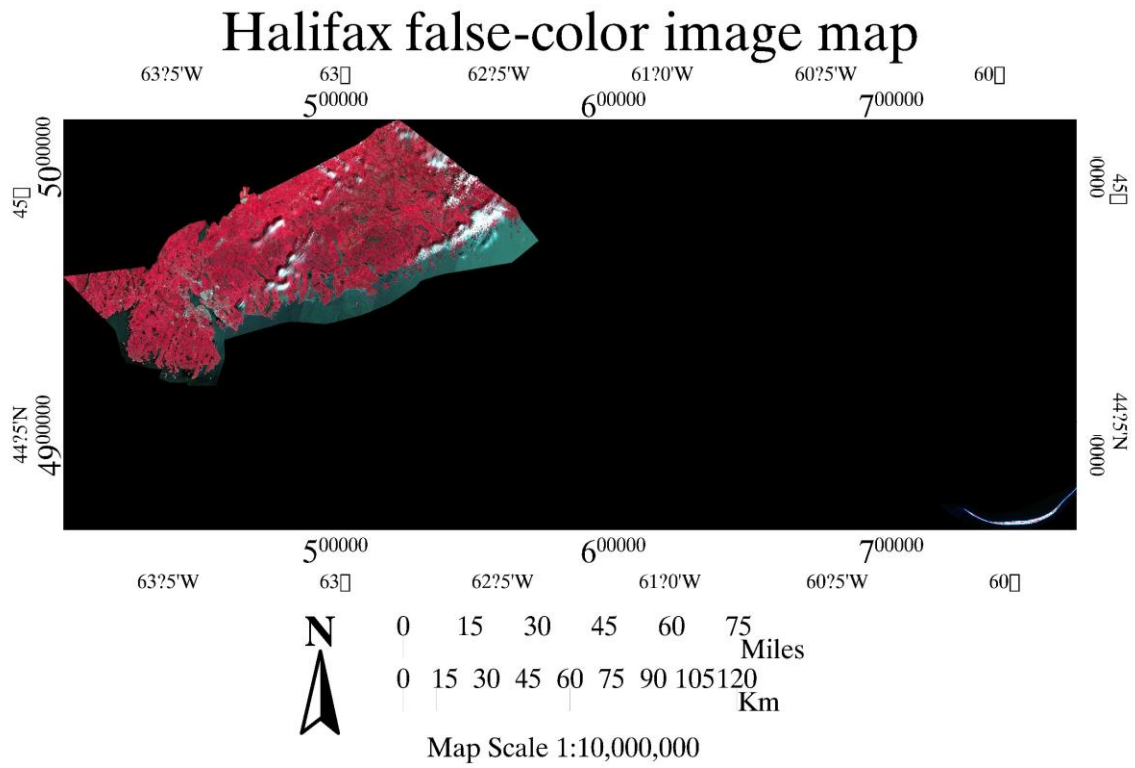 Halifax false-color image map
63?5'W 63▯ 62?5'W 61?0'W 60?5'W 60▯
500000 600000 700000
5000000
45▯
0000
45▯
44?5'N
4900000
44?5'N
0000
500000 600000 700000
63?5'W 63▯ 62?5'W 61?0'W 60?5'W 60▯
N
0 15 30 45 60 75
Miles
0 15 30 45 60 75 90 105 120
Km
Map Scale 1:10,000,000